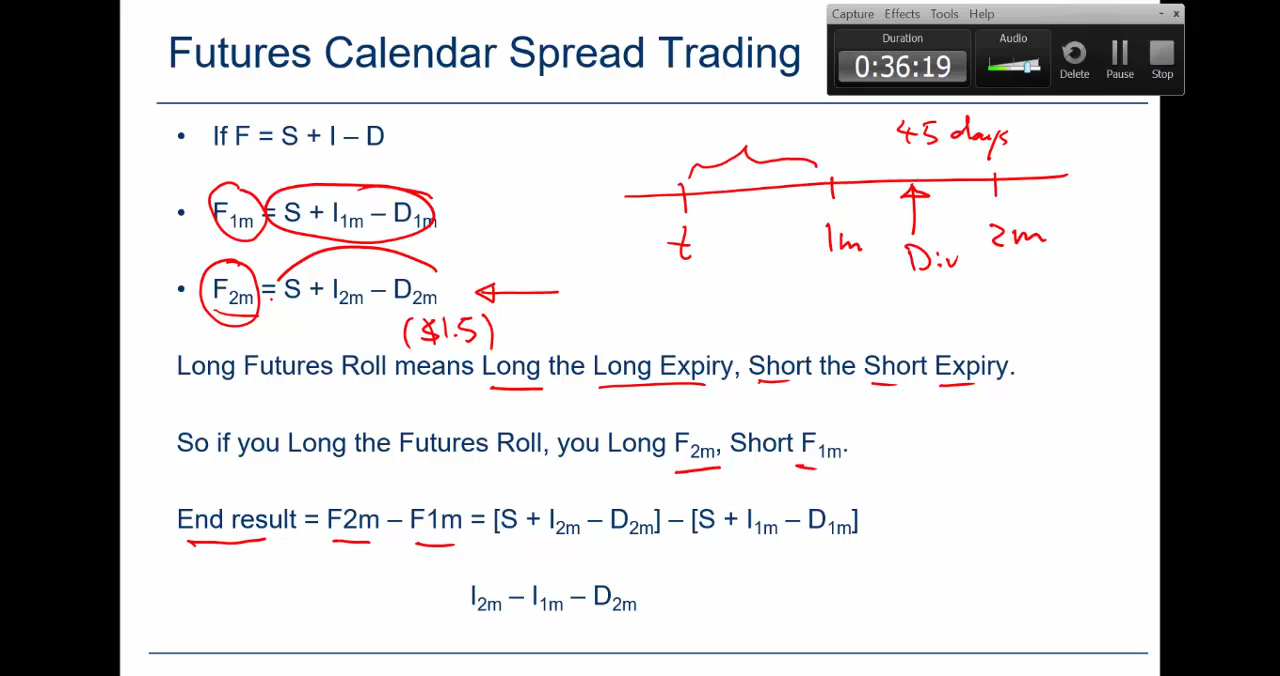 Capture Effects Tools Help
Duration
Audio
0:36:19
Delete
Pause
Stop
Futures Calendar Spread Trading
• If F = S + I – D
45 days
• F1m = S + I1m – D1m
t
1m
Div
2m
• F2m = S + I2m – D2m
($1.5)
Long Futures Roll means Long the Long Expiry, Short the Short Expiry.
So if you Long the Futures Roll, you Long F2m, Short F1m.
End result = F2m – F1m = [S + I2m – D2m] – [S + I1m – D1m]
I2m – I1m – D2m